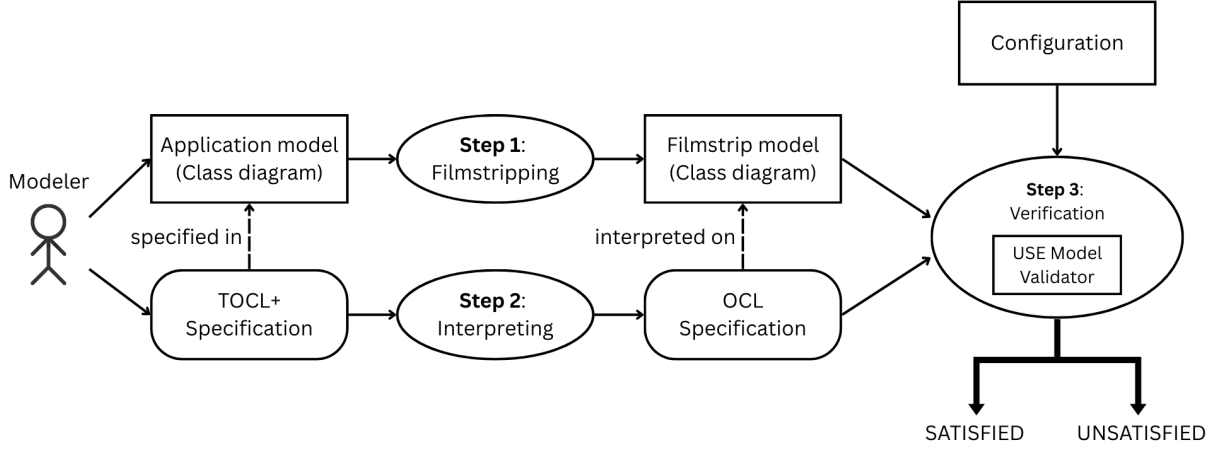 Configuration
Modeler
Application model
(Class diagram)
Step 1:
Filmstripping
Filmstrip model
(Class diagram)
specified in
interpreted on
TOCL+
Specification
Step 2:
Interpreting
OCL
Specification
Step 3:
Verification
USE Model
Validator
SATISFIED
UNSATISFIED